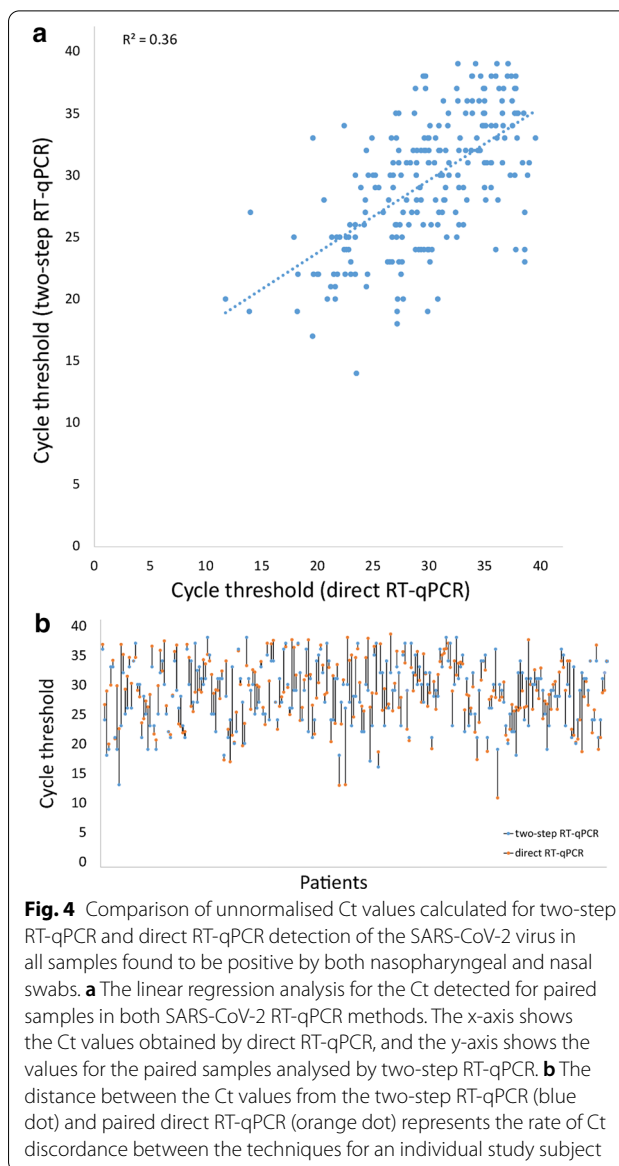 a
R² = 0.36
40
35
30
25
20
15
10
5
0
Cycle threshold (two-step RT-qPCR)
0 5 10 15 20 25 30 35 40
Cycle threshold (direct RT-qPCR)
b
40
35
30
25
20
15
10
5
0
Cycle threshold
two-step RT-qPCR
direct RT-qPCR
Patients
Fig. 4 Comparison of unnormalised Ct values calculated for two-step
RT-qPCR and direct RT-qPCR detection of the SARS-CoV-2 virus in
all samples found to be positive by both nasopharyngeal and nasal
swabs. a The linear regression analysis for the Ct detected for paired
samples in both SARS-CoV-2 RT-qPCR methods. The x-axis shows
the Ct values obtained by direct RT-qPCR, and the y-axis shows the
values for the paired samples analysed by two-step RT-qPCR. b The
distance between the Ct values from the two-step RT-qPCR (blue
dot) and paired direct RT-qPCR (orange dot) represents the rate of Ct
discordance between the techniques for an individual study subject